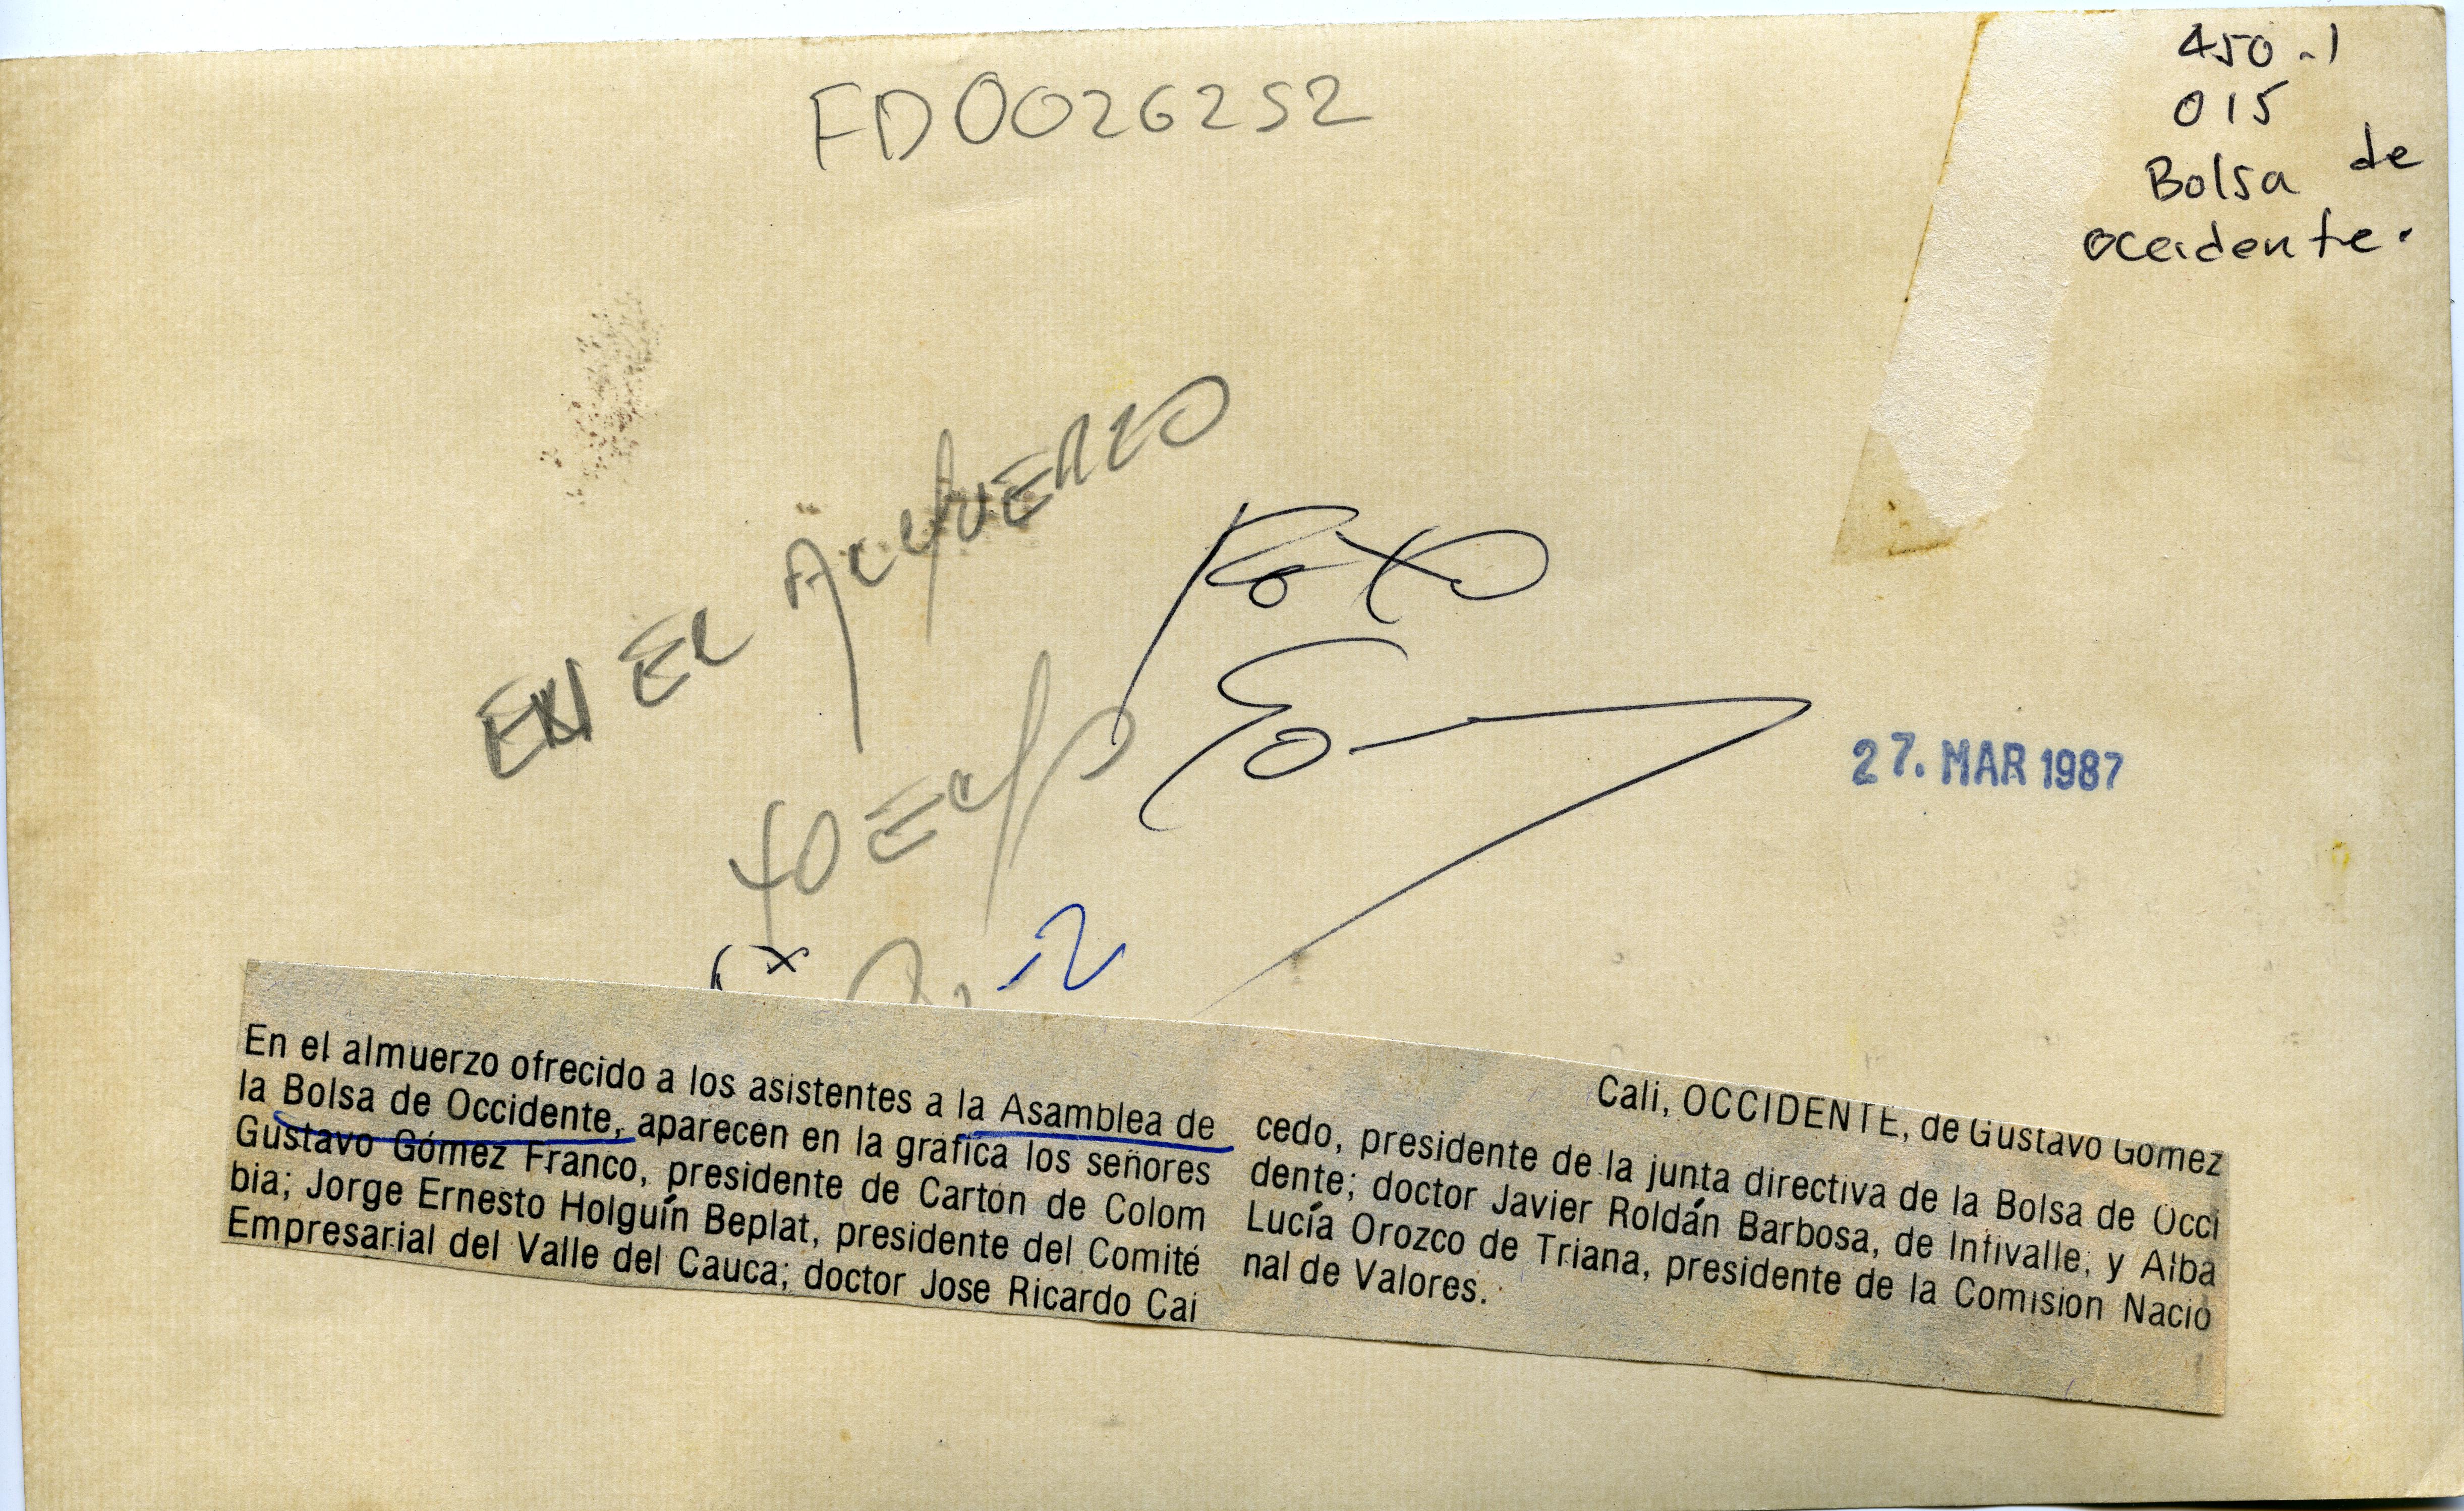 450-1
015
Bolsa de
occidente.
FD0026252
EN EL ALMUERZO
Foto
27. MAR 1987
En el almuerzo ofrecido a los asistentes a la Asamblea de
la Bolsa de Occidente, aparecen en la gráfica los señores
Gustavo Gómez Franco, presidente de Cartón de Colom
bia; Jorge Ernesto Holguín Beplat, presidente del Comité
Empresarial del Valle del Cauca; doctor Jose Ricardo Cai
Cali, OCCIDENTE, de Gustavo Gómez
cedo, presidente de la junta directiva de la Bolsa de Occi
dente; doctor Javier Roldán Barbosa, de Infivalle; y Alba
Lucía Orozco de Triana, presidente de la Comision Nacio
nal de Valores.